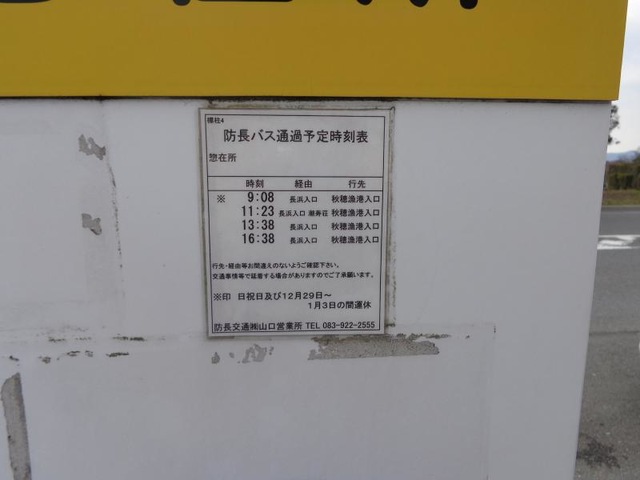 標柱4
防長バス通過予定時刻表
惣在所
時刻 経由 行先
※ 9:08 長浜入口 秋穂漁港入口
11:23 長浜入口 潮寿荘 秋穂漁港入口
13:38 長浜入口 秋穂漁港入口
16:38 長浜入口 秋穂漁港入口
行先・経由等お間違えのないようご確認下さい。
交通事情等で延着する場合がありますのでご了承願います。
※印 日祝日及び12月29日～
1月3日の間運休
防長交通㈱山口営業所 TEL 083-922-2555